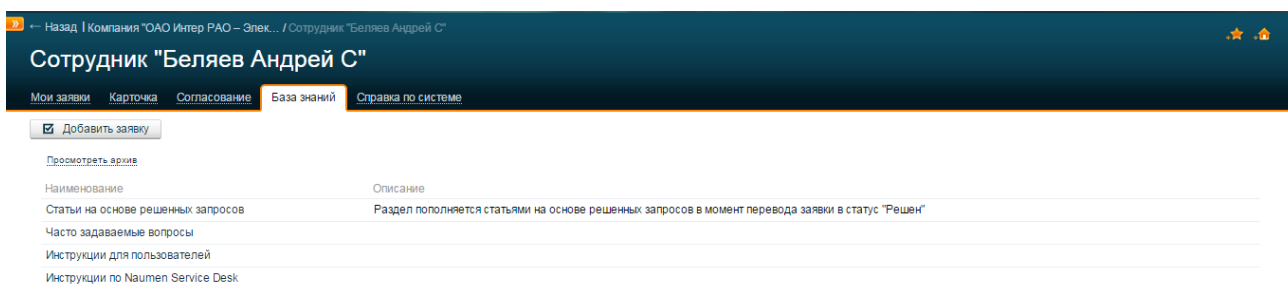 ← Назад | Компания "ОАО Интер РАО – Элек... / Сотрудник "Беляев Андрей С"
Сотрудник "Беляев Андрей С"
Мои заявки Карточка Согласование База знаний Справка по системе
Добавить заявку
Просмотреть архив
Наименование Описание
Статьи на основе решенных запросов Раздел пополняется статьями на основе решенных запросов в момент перевода заявки в статус "Решен"
Часто задаваемые вопросы
Инструкции для пользователей
Инструкции по Naumen Service Desk